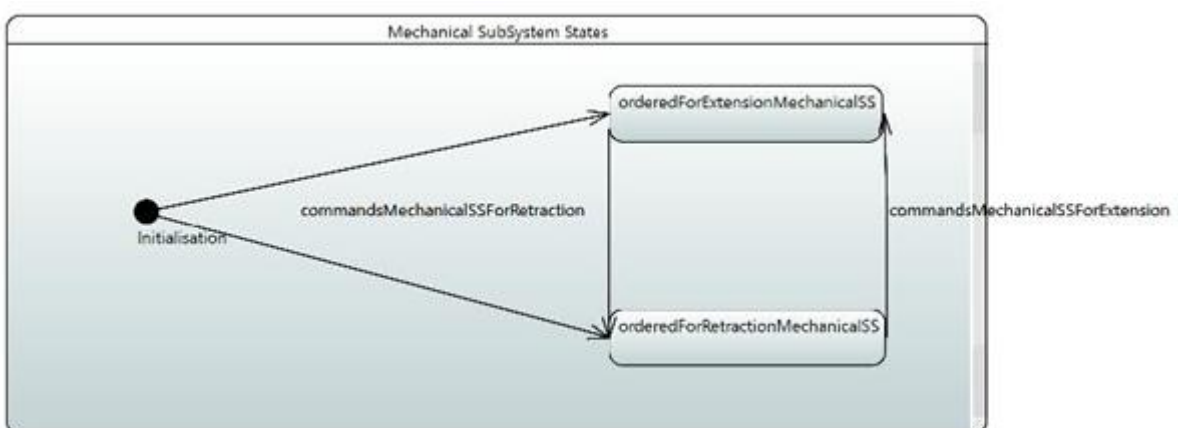 Mechanical SubSystem States
orderedForExtensionMechanicalSS
commandsMechanicalSSForRetraction
commandsMechanicalSSForExtension
Initialisation
orderedForRetractionMechanicalSS